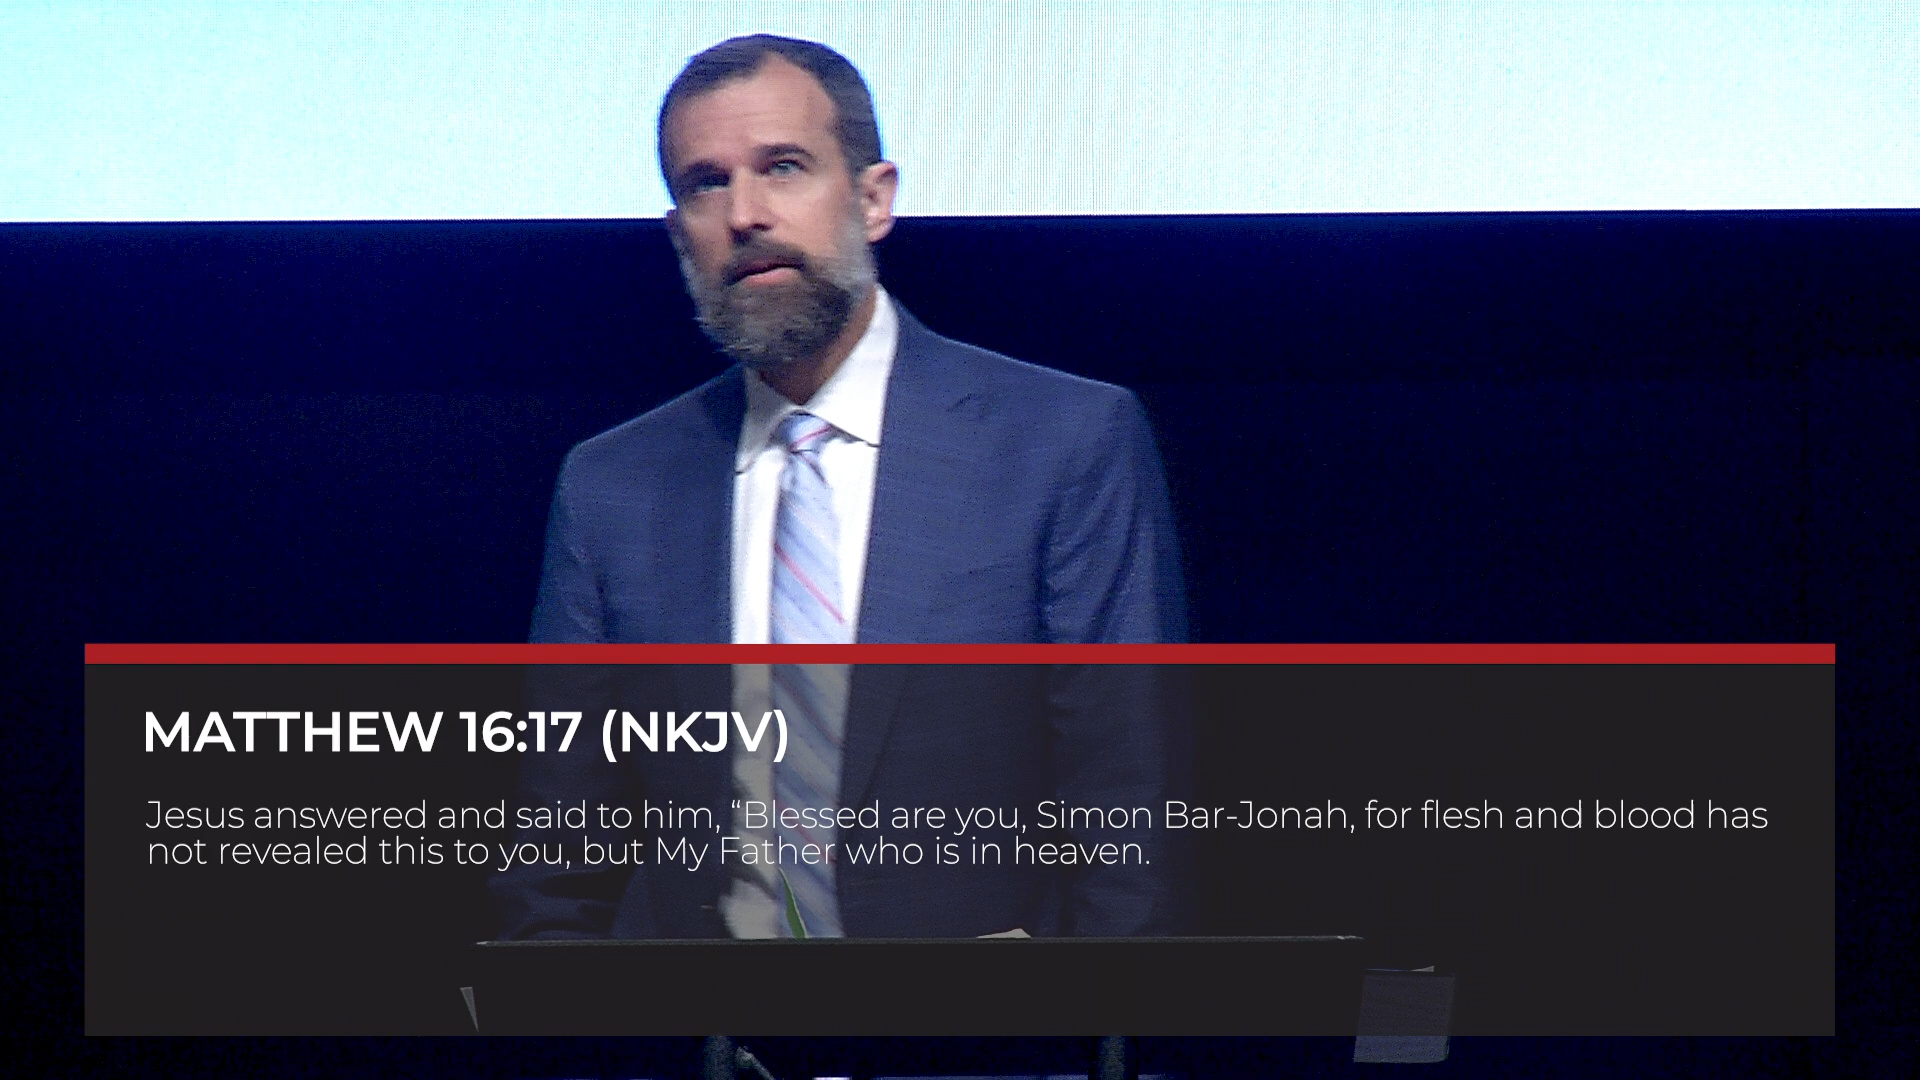 MATTHEW 16:17 (NKJV)
Jesus answered and said to him, “Blessed are you, Simon Bar-Jonah, for flesh and blood has
not revealed this to you, but My Father who is in heaven.